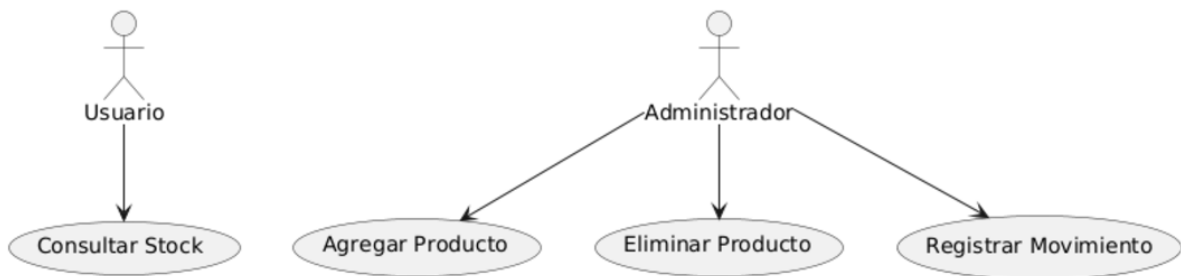 Usuario
Administrador
Consultar Stock
Agregar Producto
Eliminar Producto
Registrar Movimiento